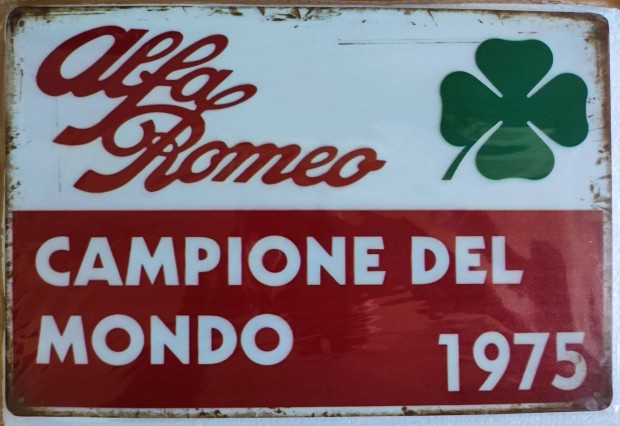 Alfa
Romeo
CAMPIONE DEL
MONDO 1975